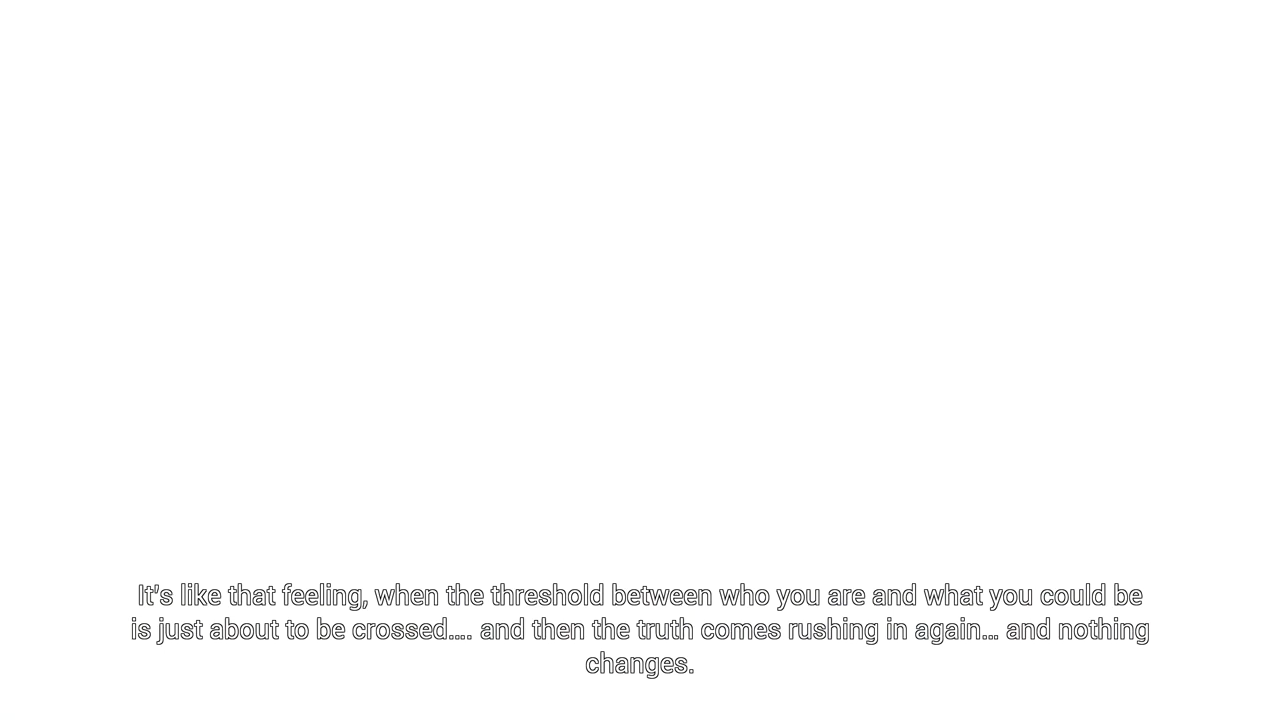 It's like that feeling, when the threshold between who you are and what you could be
is just about to be crossed.... and then the truth comes rushing in again... and nothing
changes.